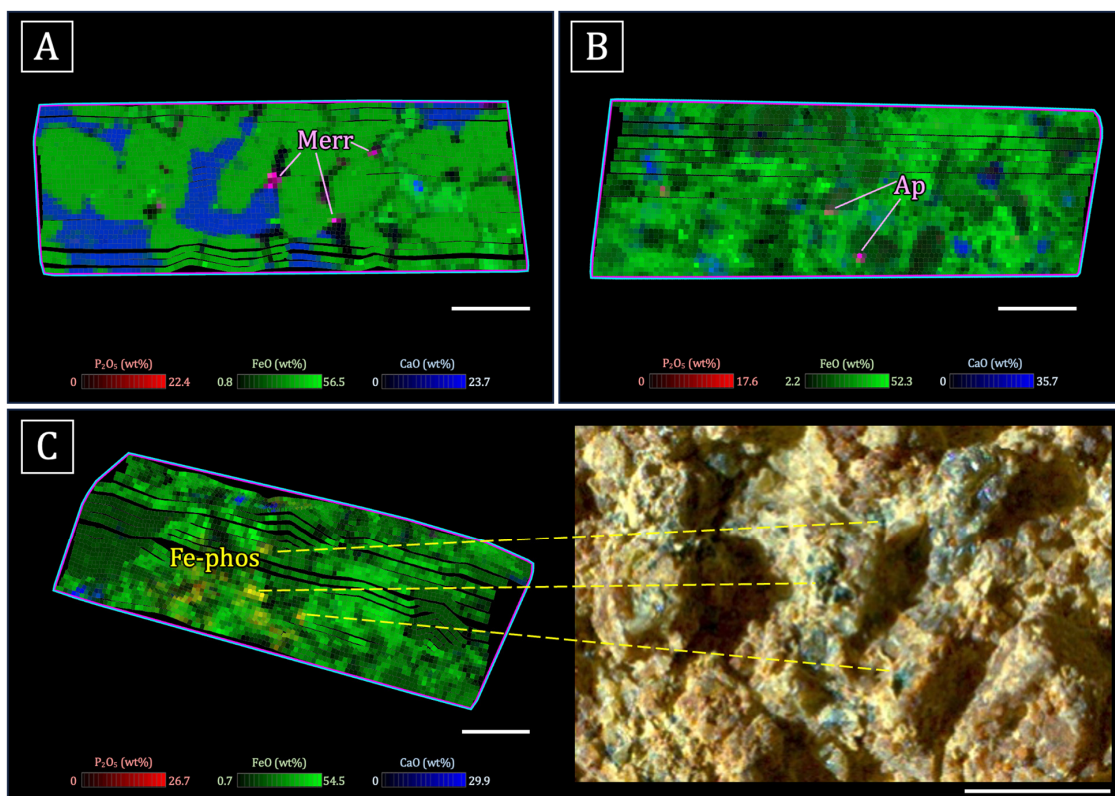 A
Merr
P₂O₅ (wt%) FeO (wt%) CaO (wt%)
0 22.4 0.8 56.5 0 23.7
B
Ap
P₂O₅ (wt%) FeO (wt%) CaO (wt%)
0 17.6 2.2 52.3 0 35.7
C
Fe-phos
P₂O₅ (wt%) FeO (wt%) CaO (wt%)
0 26.7 0.7 54.5 0 29.9